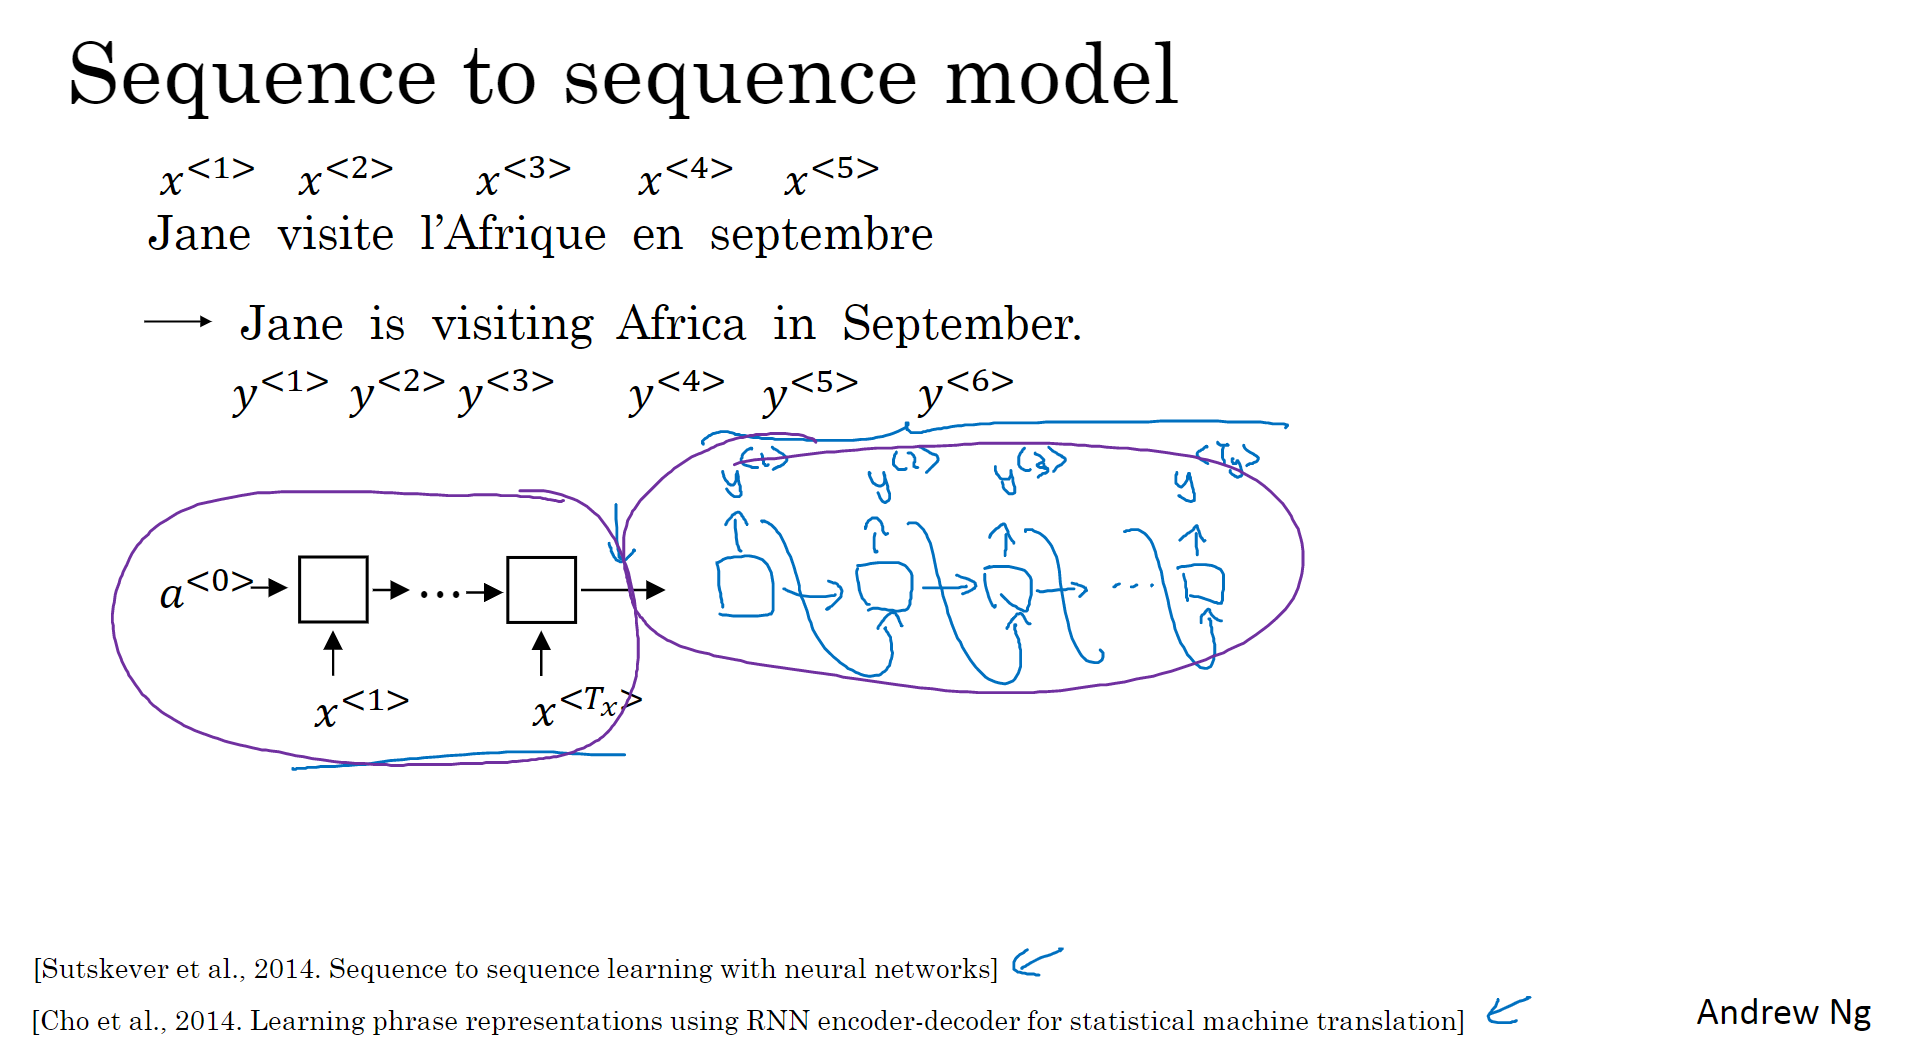 Sequence to sequence model
x<1> x<2> x<3> x<4> x<5>
Jane visite l'Afrique en septembre
→ Jane is visiting Africa in September.
y<1> y<2> y<3> y<4> y<5> y<6>
y<1> y<2> y<3> y<Ty>
a<0> → → ... → → → → → ...
x<1> x<Tx>
[Sutskever et al., 2014. Sequence to sequence learning with neural networks]
[Cho et al., 2014. Learning phrase representations using RNN encoder-decoder for statistical machine translation]
Andrew Ng